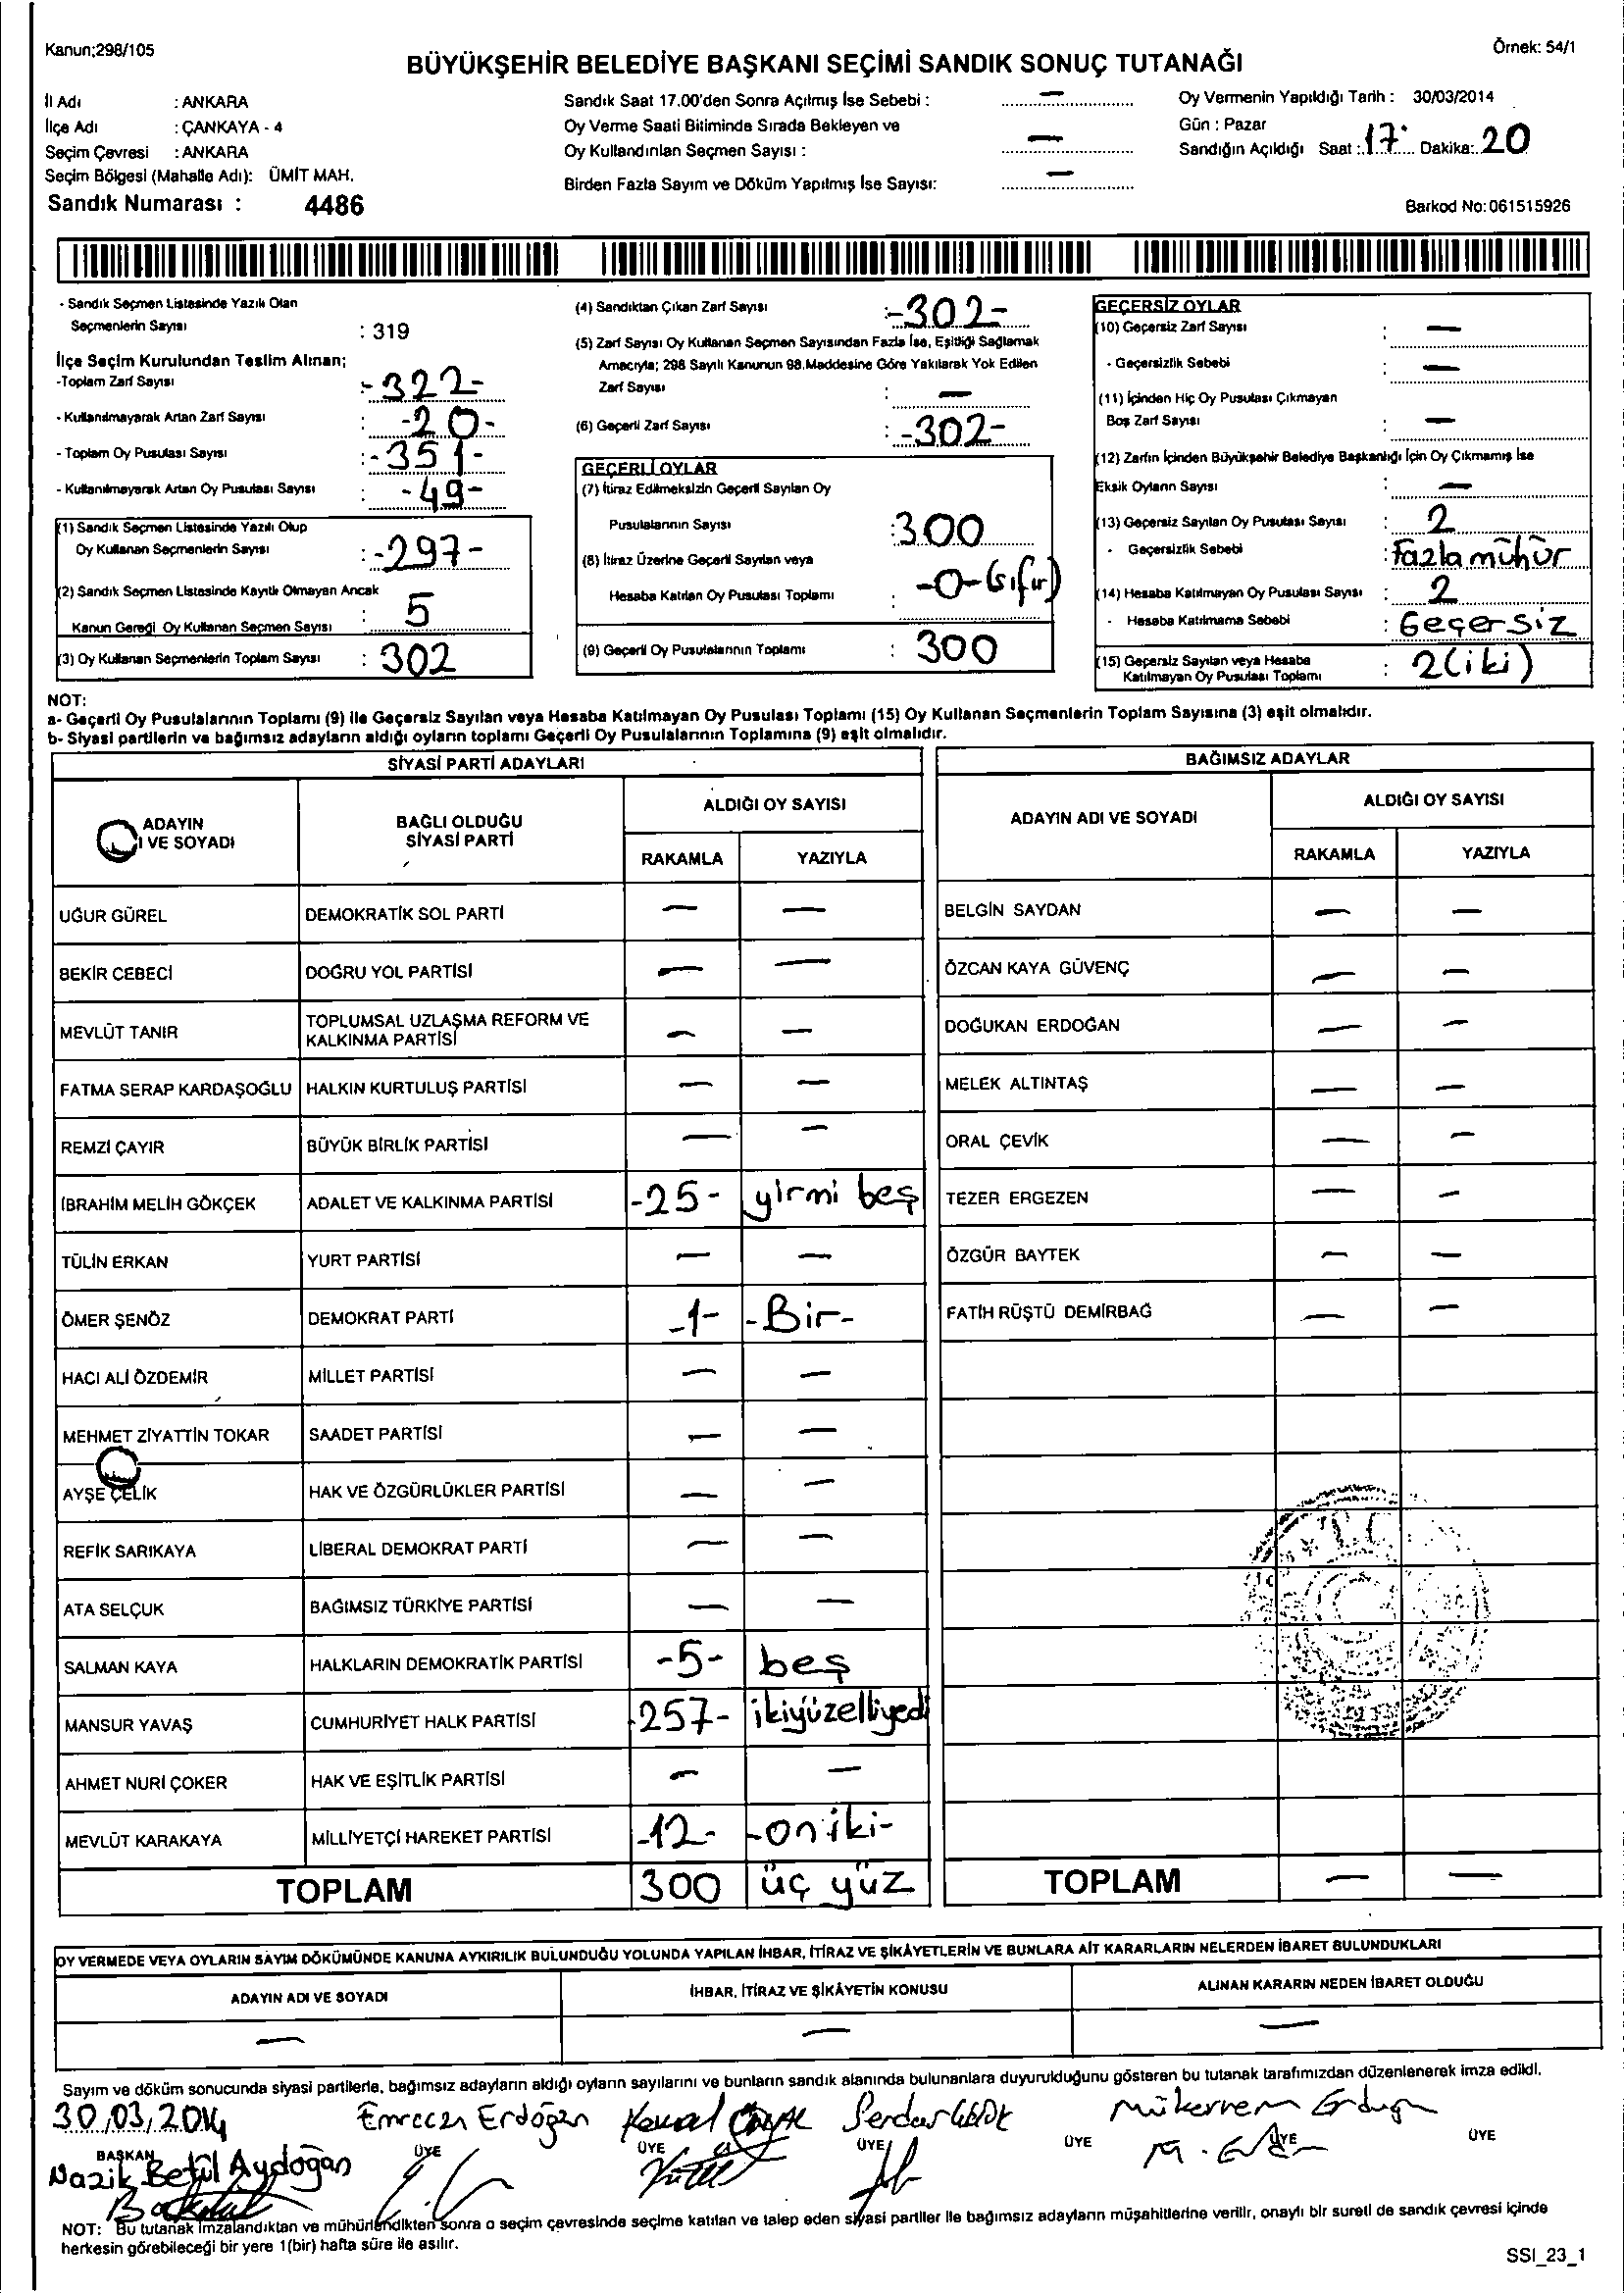 Kanun;298/105
Örnek: 54/1
BÜYÜKŞEHİR BELEDİYE BAŞKANI SEÇİMİ SANDIK SONUÇ TUTANAĞI
İl Adı : ANKARA
İlçe Adı : ÇANKAYA - 4
Seçim Çevresi : ANKARA
Seçim Bölgesi (Mahalle Adı): ÜMİT MAH.
Sandık Numarası : 4486
Sandık Saat 17.00'den Sonra Açılmış İse Sebebi : —
Oy Verme Saati Bitiminde Sırada Bekleyen ve
Oy Kullandırılan Seçmen Sayısı : —
Birden Fazla Sayım ve Döküm Yapılmış İse Sayısı: —
Oy Vermenin Yapıldığı Tarih : 30/03/2014
Gün : Pazar
Sandığın Açıldığı Saat : 17 Dakika: 20
Barkod No: 061515926
- Sandık Seçmen Listesinde Yazılı Olan
Seçmenlerin Sayısı : 319
İlçe Seçim Kurulundan Teslim Alınan;
-Toplam Zarf Sayısı : -322-
- Kullanılmayarak Artan Zarf Sayısı : -20-
- Toplam Oy Pusulası Sayısı : -351-
- Kullanılmayarak Artan Oy Pusulası Sayısı : -49-
(1) Sandık Seçmen Listesinde Yazılı Olup
Oy Kullanan Seçmenlerin Sayısı : -297-
(2) Sandık Seçmen Listesinde Kayıtlı Olmayan Ancak
Kanun Gereği Oy Kullanan Seçmen Sayısı : 5
(3) Oy Kullanan Seçmenlerin Toplam Sayısı : 302
(4) Sandıktan Çıkan Zarf Sayısı : -302-
(5) Zarf Sayısı Oy Kullanan Seçmen Sayısından Fazla İse, Eşitliği Sağlamak
Amacıyla; 298 Sayılı Kanunun 98.Maddesine Göre Yakılarak Yok Edilen
Zarf Sayısı : —
(6) Geçerli Zarf Sayısı : -302-
GEÇERLİ OYLAR
(7) İtiraz Edilmeksizin Geçerli Sayılan Oy
Pusulalarının Sayısı : 300
(8) İtiraz Üzerine Geçerli Sayılan veya
Hesaba Katılan Oy Pusulası Toplamı : -0- (sıfır)
(9) Geçerli Oy Pusulalarının Toplamı : 300
GEÇERSİZ OYLAR
(10) Geçersiz Zarf Sayısı : —
- Geçersizlik Sebebi : —
(11) İçinden Hiç Oy Pusulası Çıkmayan
Boş Zarf Sayısı : —
(12) Zarfın İçinden Büyükşehir Belediye Başkanlığı İçin Oy Çıkmamış İse
Eksik Oyların Sayısı : —
(13) Geçersiz Sayılan Oy Pusulası Sayısı : 2
- Geçersizlik Sebebi : Fazla mühür
(14) Hesaba Katılmayan Oy Pusulası Sayısı : 2
- Hesaba Katılmama Sebebi : Geçersiz
(15) Geçersiz Sayılan veya Hesaba
Katılmayan Oy Pusulası Toplamı : 2 (iki)
NOT:
a- Geçerli Oy Pusulalarının Toplamı (9) ile Geçersiz Sayılan veya Hesaba Katılmayan Oy Pusulası Toplamı (15) Oy Kullanan Seçmenlerin Toplam Sayısına (3) eşit olmalıdır.
b- Siyasi partilerin ve bağımsız adayların aldığı oyların toplamı Geçerli Oy Pusulalarının Toplamına (9) eşit olmalıdır.
SİYASİ PARTİ ADAYLARI
ADAYIN
I VE SOYADI
BAĞLI OLDUĞU
SİYASİ PARTİ
ALDIĞI OY SAYISI
RAKAMLA YAZIYLA
UĞUR GÜREL DEMOKRATİK SOL PARTİ — —
BEKİR CEBECİ DOĞRU YOL PARTİSİ — —
MEVLÜT TANIR TOPLUMSAL UZLAŞMA REFORM VE
KALKINMA PARTİSİ — —
FATMA SERAP KARDAŞOĞLU HALKIN KURTULUŞ PARTİSİ — —
REMZİ ÇAYIR BÜYÜK BİRLİK PARTİSİ — —
İBRAHİM MELİH GÖKÇEK ADALET VE KALKINMA PARTİSİ -25- yirmi beş
TÜLİN ERKAN YURT PARTİSİ — —
ÖMER ŞENÖZ DEMOKRAT PARTİ -1- -Bir-
HACI ALİ ÖZDEMİR MİLLET PARTİSİ — —
MEHMET ZİYATTİN TOKAR SAADET PARTİSİ — —
AYŞE ÇELİK HAK VE ÖZGÜRLÜKLER PARTİSİ — —
REFİK SARIKAYA LİBERAL DEMOKRAT PARTİ — —
ATA SELÇUK BAĞIMSIZ TÜRKİYE PARTİSİ — —
SALMAN KAYA HALKLARIN DEMOKRATİK PARTİSİ -5- beş
MANSUR YAVAŞ CUMHURİYET HALK PARTİSİ -257- ikiyüzelliyedi
AHMET NURİ ÇOKER HAK VE EŞİTLİK PARTİSİ — —
MEVLÜT KARAKAYA MİLLİYETÇİ HAREKET PARTİSİ -12- -oniki-
TOPLAM 300 üç yüz
BAĞIMSIZ ADAYLAR
ADAYIN ADI VE SOYADI
ALDIĞI OY SAYISI
RAKAMLA YAZIYLA
BELGİN SAYDAN — —
ÖZCAN KAYA GÜVENÇ — —
DOĞUKAN ERDOĞAN — —
MELEK ALTINTAŞ — —
ORAL ÇEVİK — —
TEZER ERGEZEN — —
ÖZGÜR BAYTEK — —
FATİH RÜŞTÜ DEMİRBAĞ — —
TOPLAM — —
OY VERMEDE VEYA OYLARIN SAYIM DÖKÜMÜNDE KANUNA AYKIRILIK BULUNDUĞU YOLUNDA YAPILAN İHBAR, İTİRAZ VE ŞİKÂYETLERİN VE BUNLARA AİT KARARLARIN NELERDEN İBARET BULUNDUKLARI
ADAYIN ADI VE SOYADI İHBAR, İTİRAZ VE ŞİKÂYETİN KONUSU ALINAN KARARIN NEDEN İBARET OLDUĞU
— — —
Sayım ve döküm sonucunda siyasi partilerle, bağımsız adayların aldığı oyların sayılarını ve bunların sandık alanında bulunanlara duyurulduğunu gösteren bu tutanak tarafımızdan düzenlenerek imza edildi.
30/03/2014 Emrecan Erdoğan Kemal Serdar Mükerrem
BAŞKAN ÜYE ÜYE ÜYE ÜYE ÜYE ÜYE
Nazik Betül Aydoğan
NOT: Bu tutanak imzalandıktan ve mühürlendikten sonra o seçim çevresinde seçime katılan ve talep eden siyasi partiler ile bağımsız adayların müşahitlerine verilir, onaylı bir sureti de sandık çevresi içinde
herkesin görebileceği bir yere 1(bir) hafta süre ile asılır.
SSI_23_1